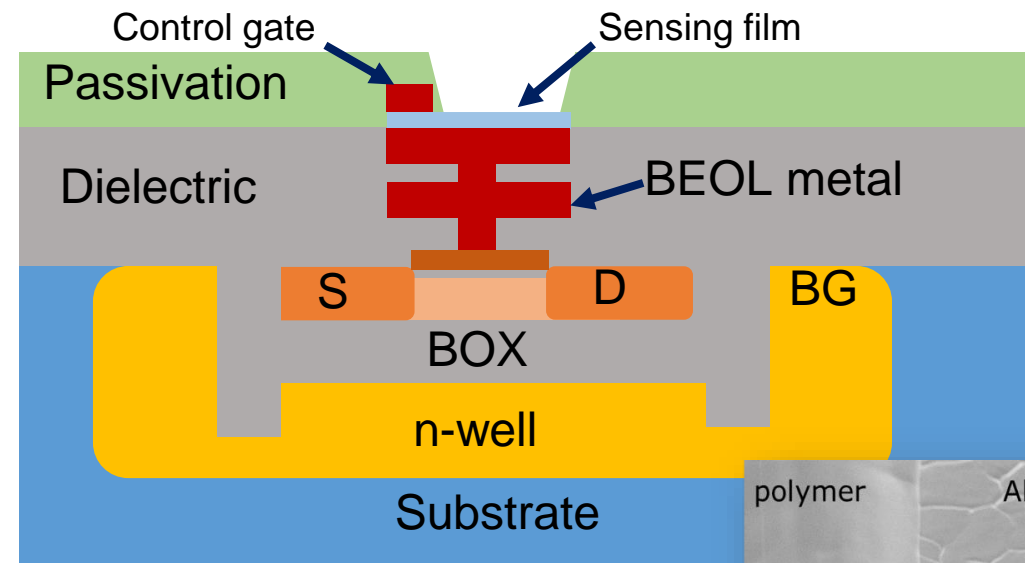 Control gate
Sensing film
Passivation
Dielectric
BEOL metal
S
D
BG
BOX
n-well
Substrate
polymer